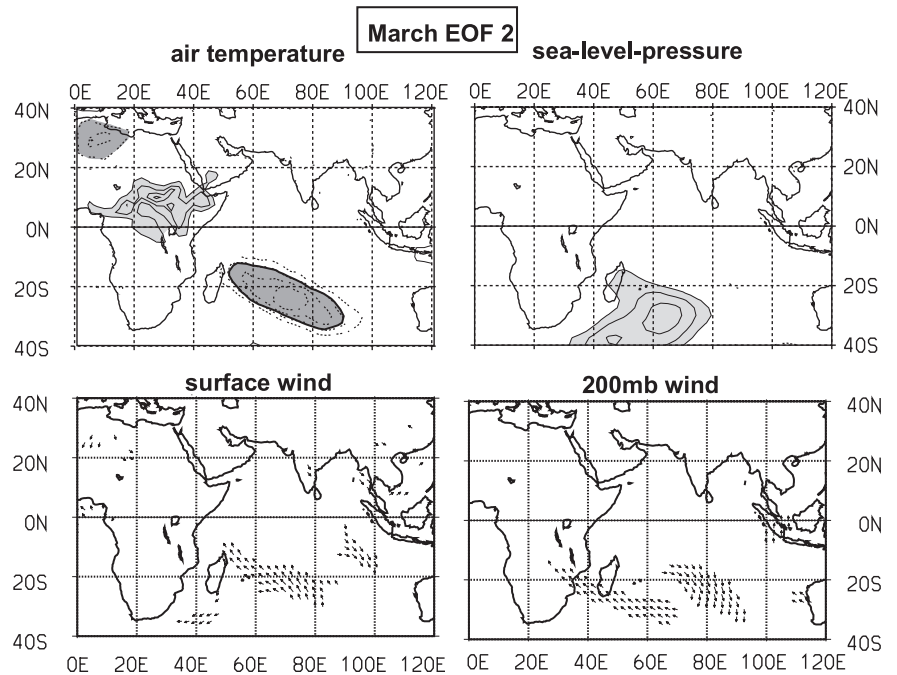 March EOF 2
air temperature
sea-level-pressure
0E 20E 40E 60E 80E 100E 120E
0E 20E 40E 60E 80E 100E 120E
40N 40N
20N 20N
0N 0N
20S 20S
40S 40S
surface wind
200mb wind
40N 40N
20N 20N
0N 0N
20S 20S
40S 40S
0E 20E 40E 60E 80E 100E 120E
0E 20E 40E 60E 80E 100E 120E